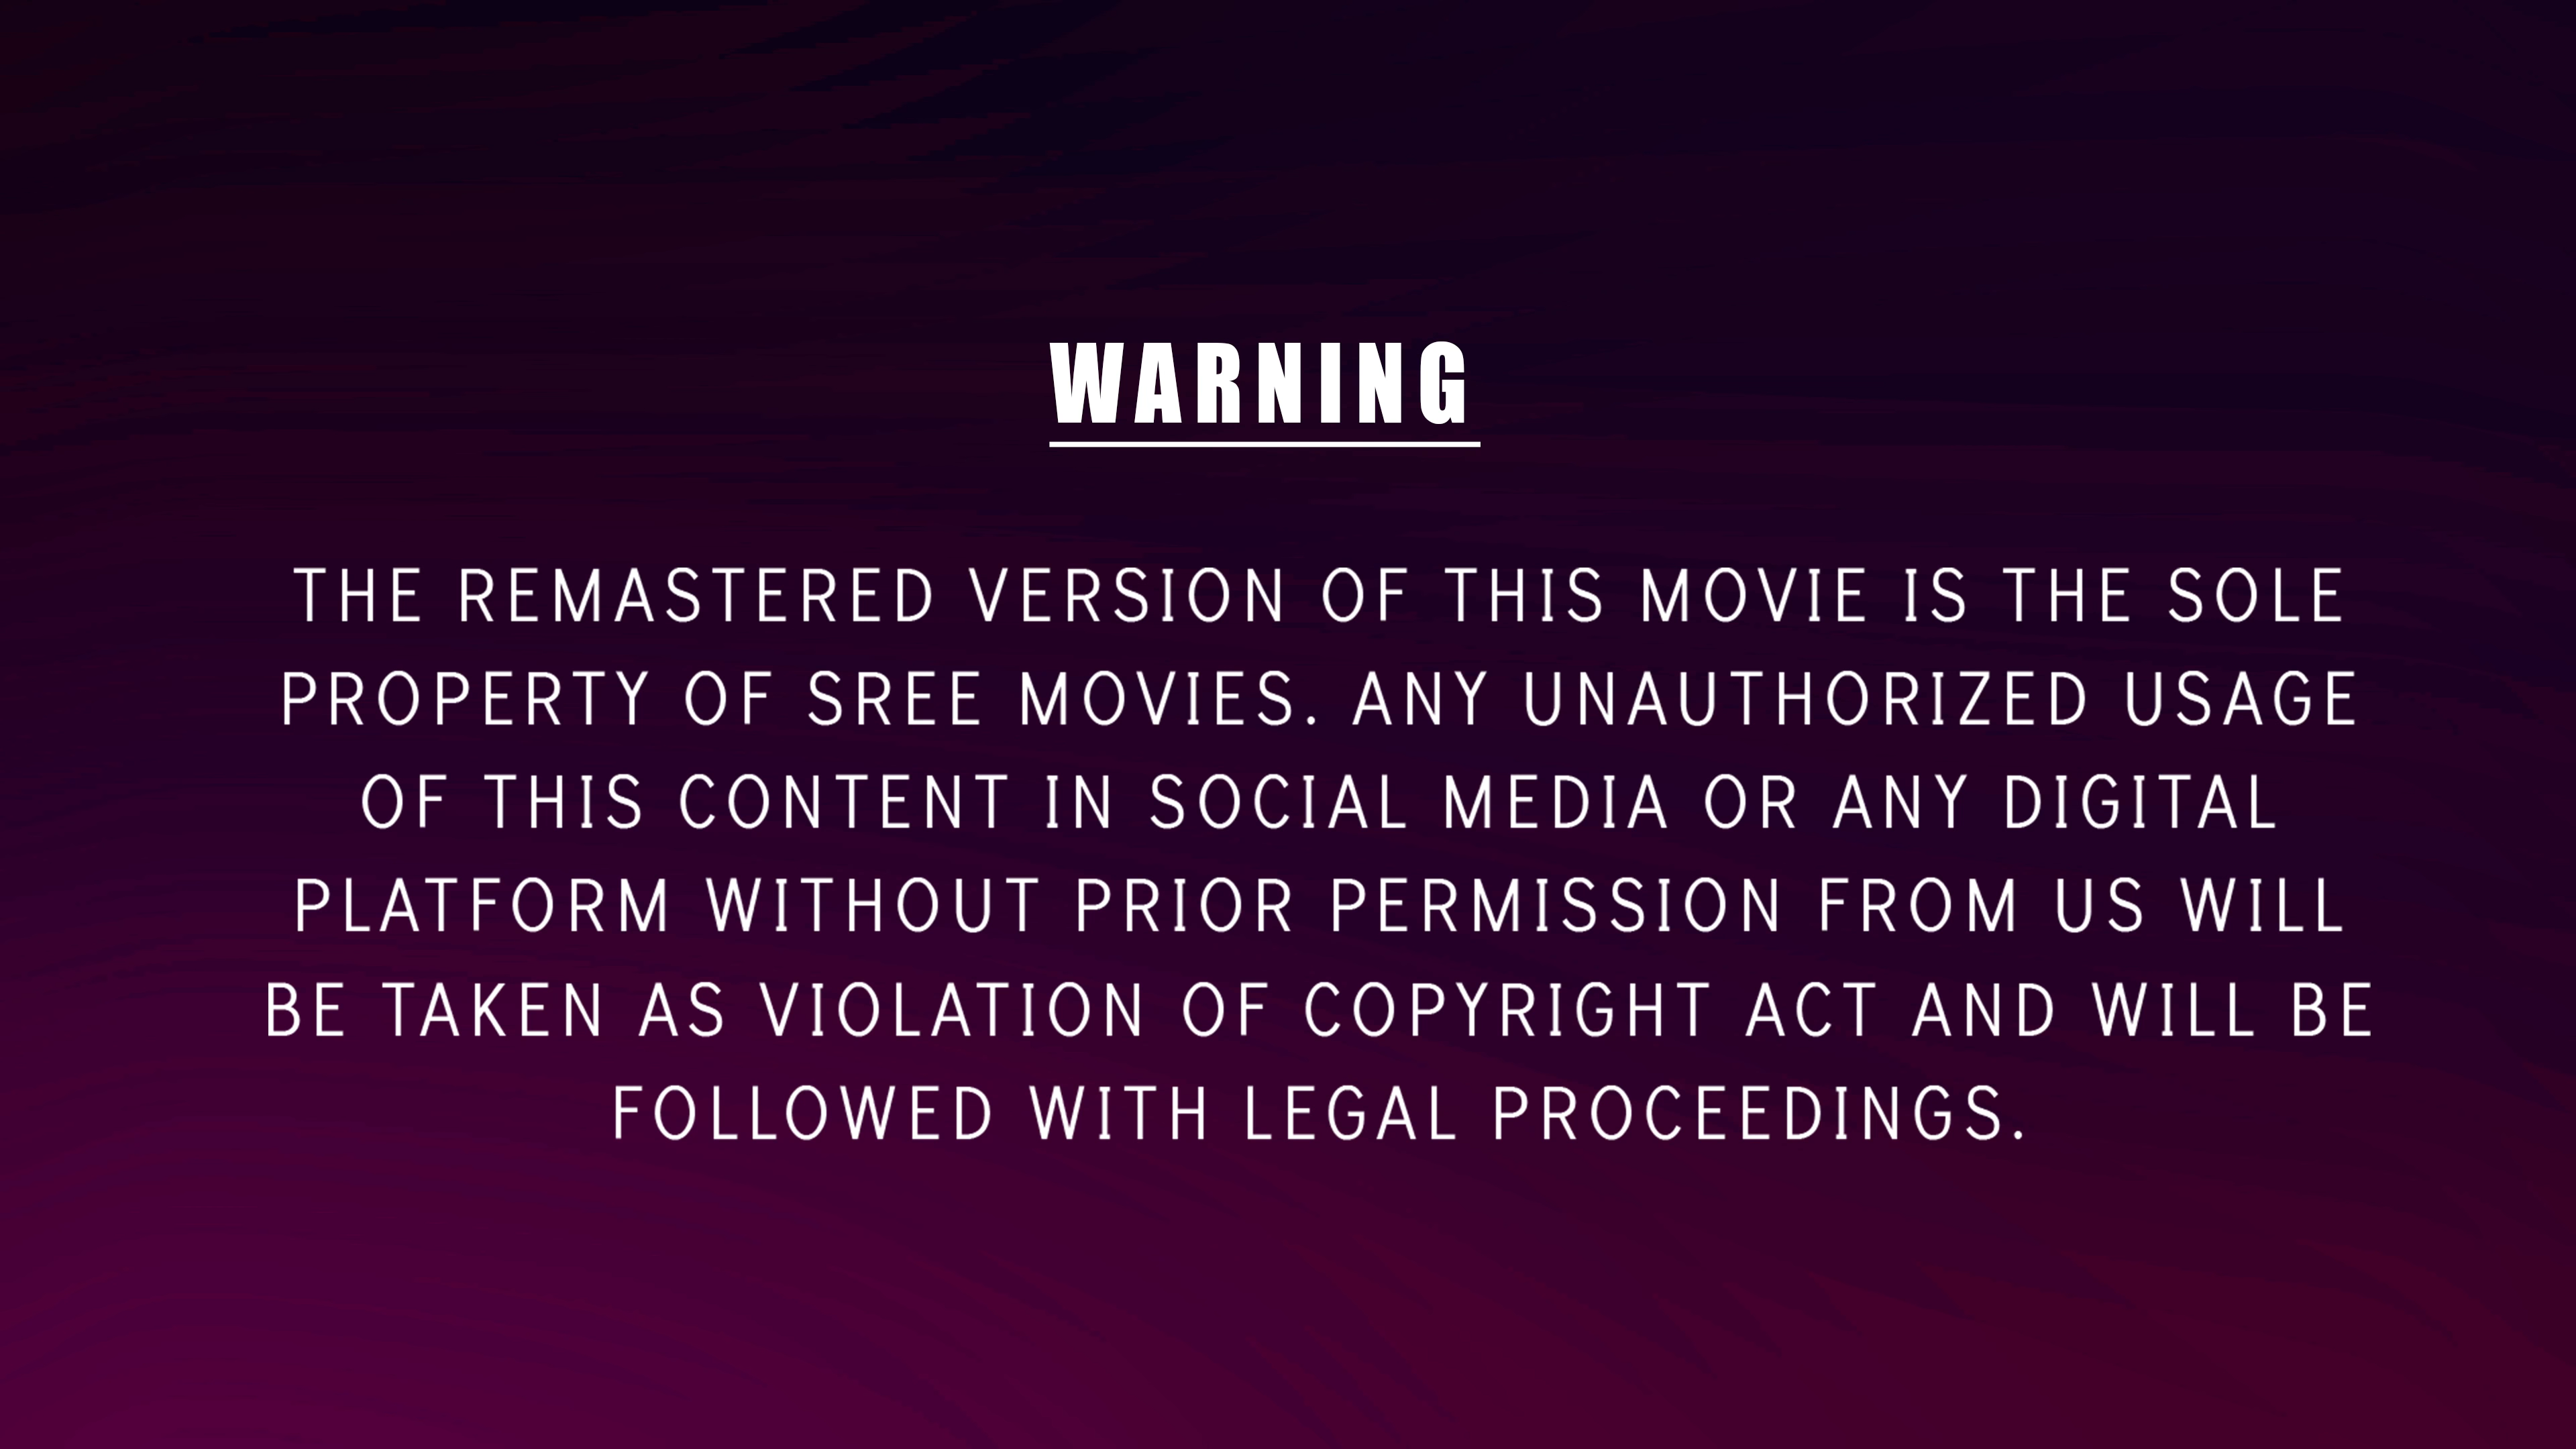 WARNING
THE REMASTERED VERSION OF THIS MOVIE IS THE SOLE
PROPERTY OF SREE MOVIES. ANY UNAUTHORIZED USAGE
OF THIS CONTENT IN SOCIAL MEDIA OR ANY DIGITAL
PLATFORM WITHOUT PRIOR PERMISSION FROM US WILL
BE TAKEN AS VIOLATION OF COPYRIGHT ACT AND WILL BE
FOLLOWED WITH LEGAL PROCEEDINGS.